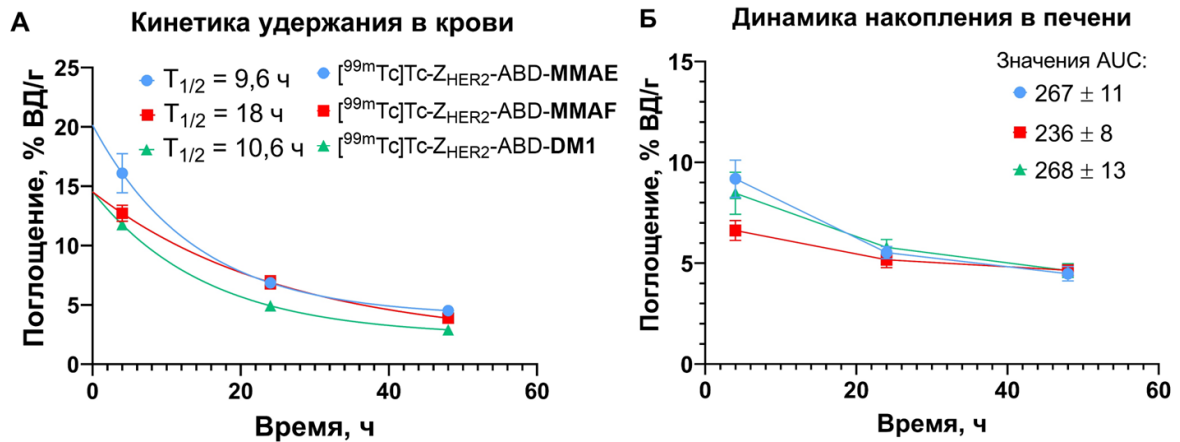 А
Кинетика удержания в крови
Поглощение, % ВД/г
25
20
15
10
5
0
T1/2 = 9,6 ч
[99mTc]Tc-ZHER2-ABD-MMAE
T1/2 = 18 ч
[99mTc]Tc-ZHER2-ABD-MMAF
T1/2 = 10,6 ч
[99mTc]Tc-ZHER2-ABD-DM1
0 20 40 60
Время, ч
Б
Динамика накопления в печени
Поглощение, % ВД/г
15
10
5
0
Значения AUC:
267 ± 11
236 ± 8
268 ± 13
0 20 40 60
Время, ч